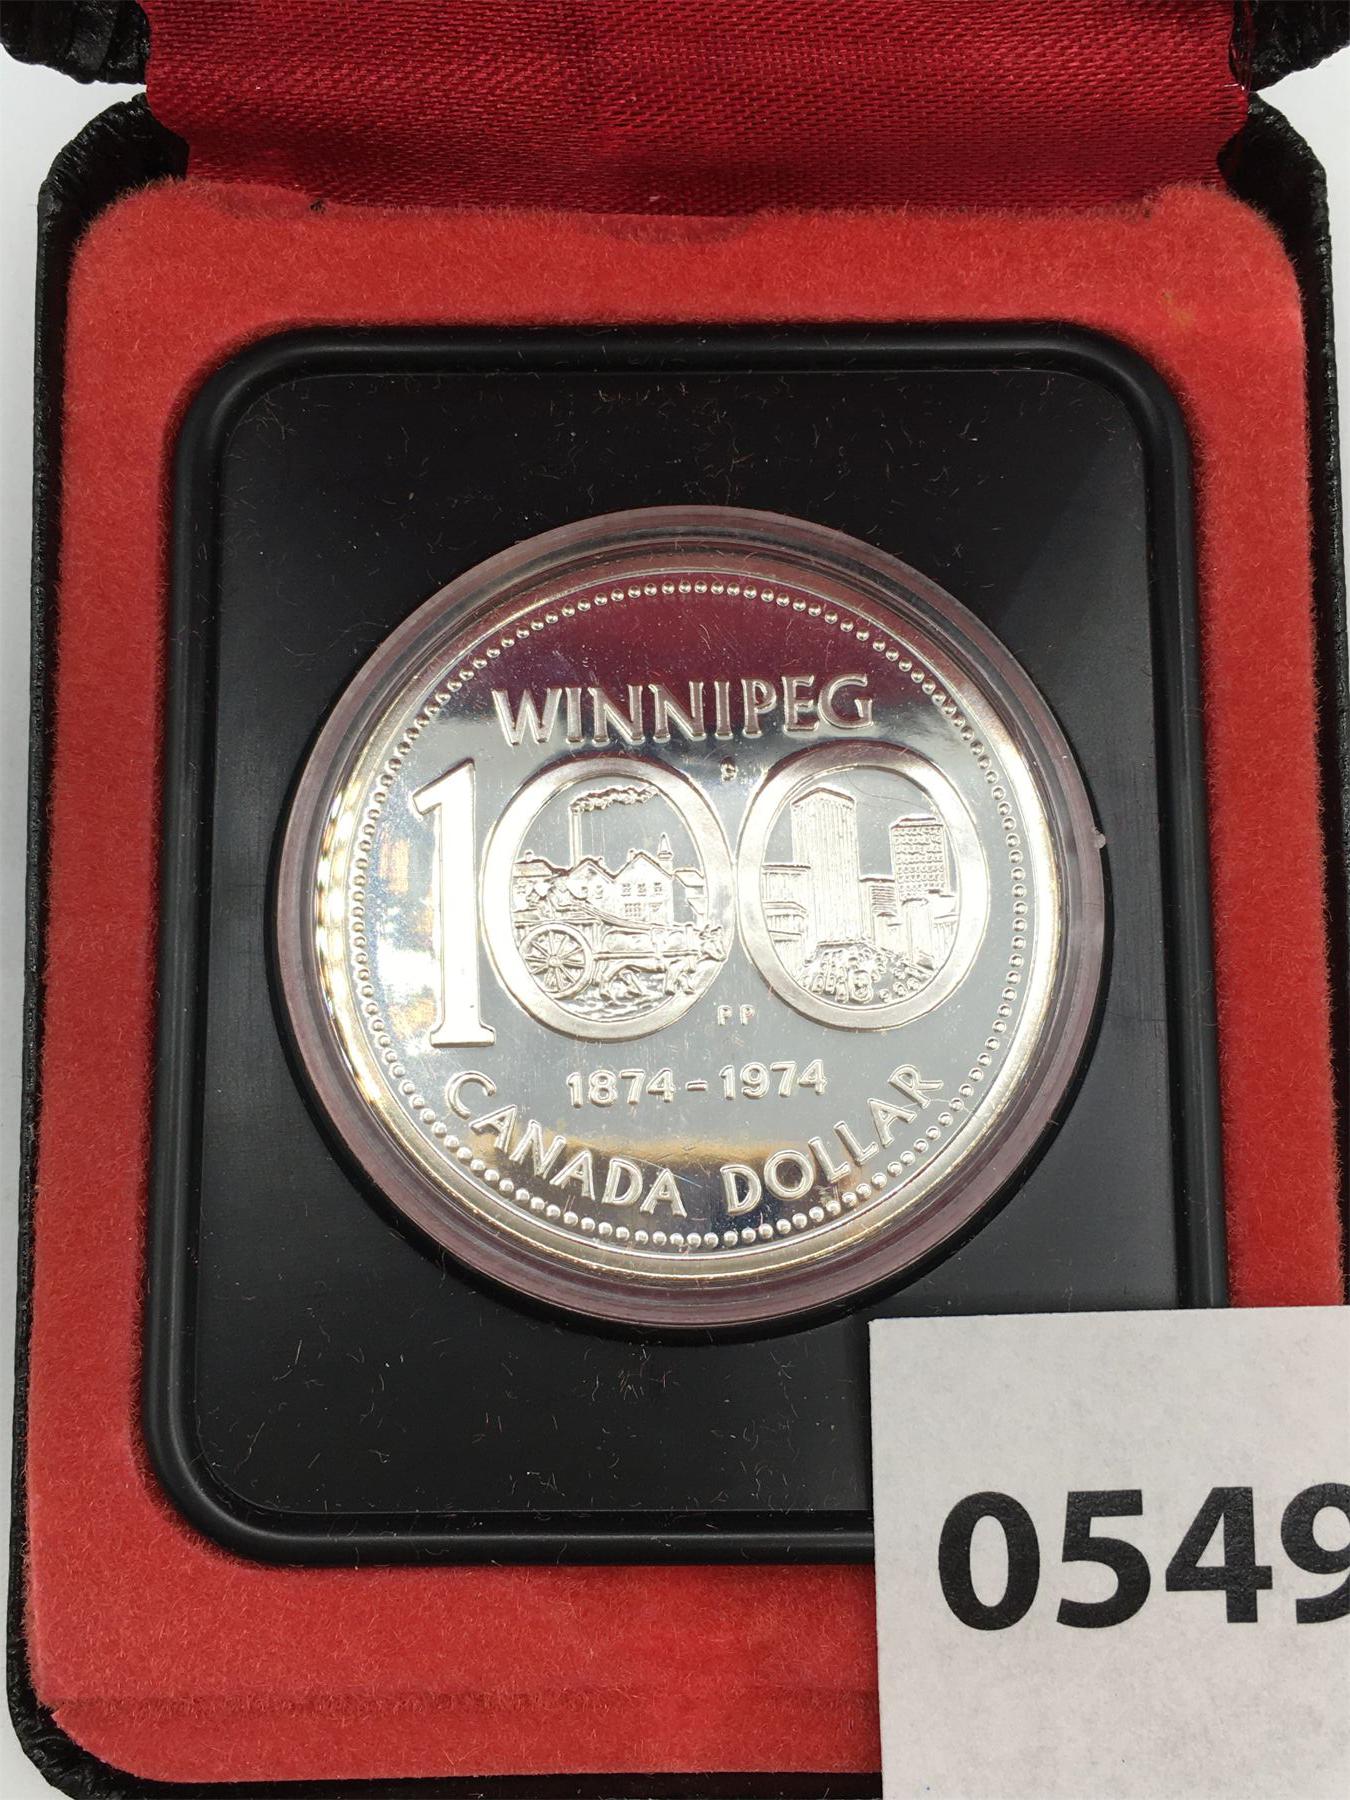 WINNIPEG
100
PP
1874-1974
CANADA DOLLAR
0549